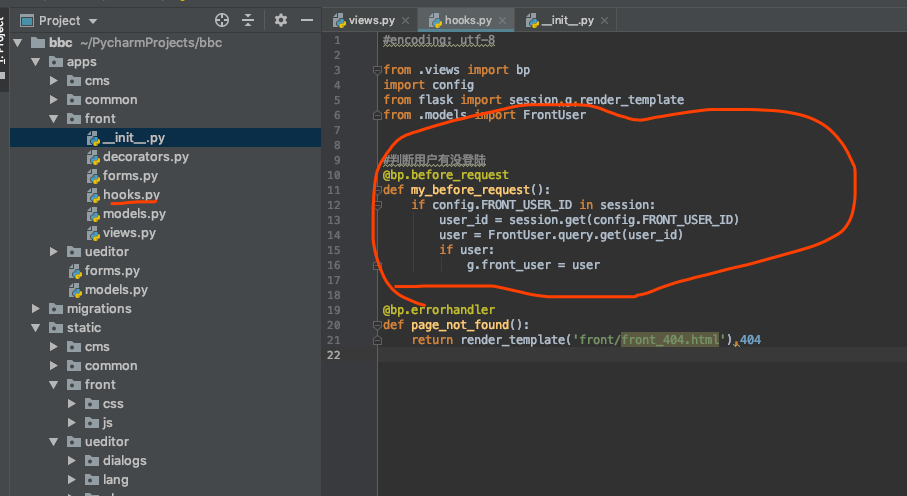 1: Project
Project
views.py
hooks.py
__init__.py
bbc ~/PycharmProjects/bbc
apps
cms
common
front
__init__.py
decorators.py
forms.py
hooks.py
models.py
views.py
ueditor
forms.py
models.py
migrations
static
cms
common
front
css
js
ueditor
dialogs
lang
1 #encoding: utf-8
2
3 from .views import bp
4 import config
5 from flask import session,g,render_template
6 from .models import FrontUser
7
8
9 #判断用户有没登陆
10 @bp.before_request
11 def my_before_request():
12 if config.FRONT_USER_ID in session:
13 user_id = session.get(config.FRONT_USER_ID)
14 user = FrontUser.query.get(user_id)
15 if user:
16 g.front_user = user
17
18
19 @bp.errorhandler
20 def page_not_found():
21 return render_template('front/front_404.html'),404
22